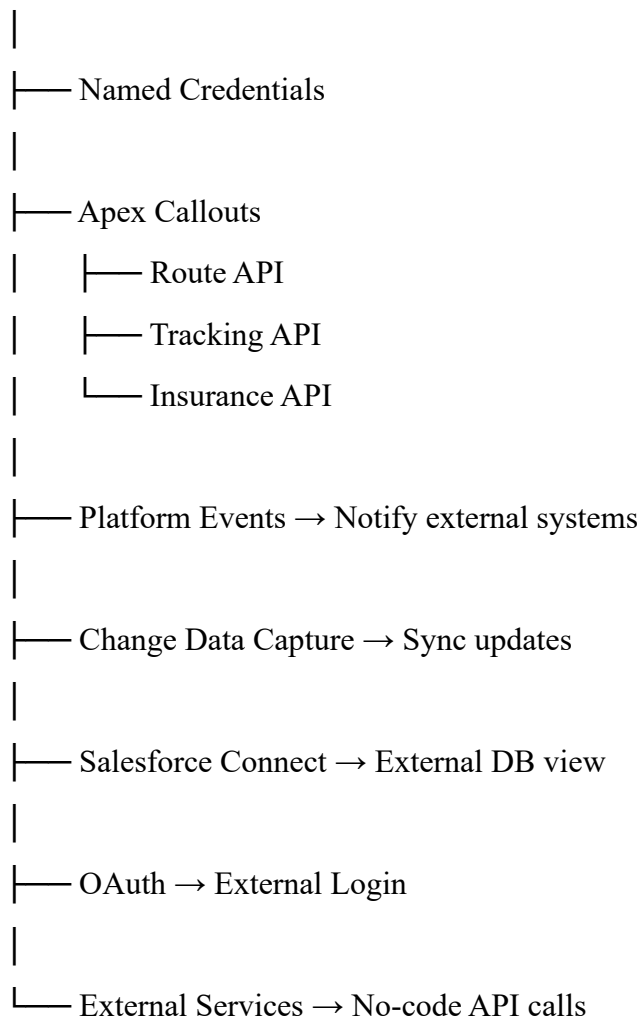 │
├── Named Credentials
│
├── Apex Callouts
│ ├── Route API
│ ├── Tracking API
│ └── Insurance API
│
├── Platform Events → Notify external systems
│
├── Change Data Capture → Sync updates
│
├── Salesforce Connect → External DB view
│
├── OAuth → External Login
│
└── External Services → No-code API calls